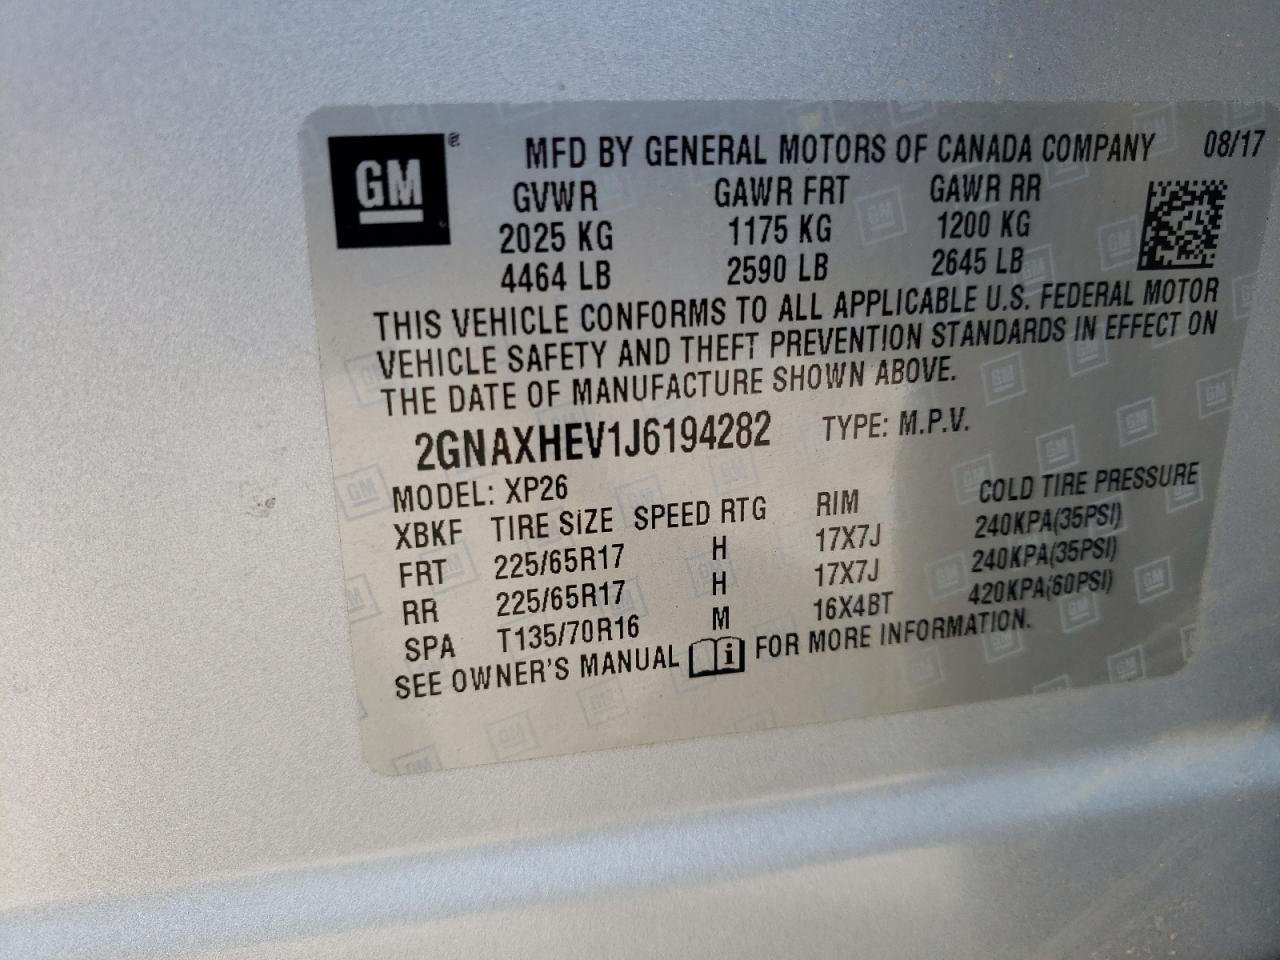 GM® MFD BY GENERAL MOTORS OF CANADA COMPANY 08/17
GVWR GAWR FRT GAWR RR
2025 KG 1175 KG 1200 KG
4464 LB 2590 LB 2645 LB
THIS VEHICLE CONFORMS TO ALL APPLICABLE U.S. FEDERAL MOTOR
VEHICLE SAFETY AND THEFT PREVENTION STANDARDS IN EFFECT ON
THE DATE OF MANUFACTURE SHOWN ABOVE.
2GNAXHEV1J6194282 TYPE: M.P.V.
MODEL: XP26
XBKF TIRE SIZE SPEED RTG RIM COLD TIRE PRESSURE
FRT 225/65R17 H 17X7J 240KPA(35PSI)
RR 225/65R17 H 17X7J 240KPA(35PSI)
SPA T135/70R16 M 16X4BT 420KPA(60PSI)
SEE OWNER'S MANUAL i FOR MORE INFORMATION.